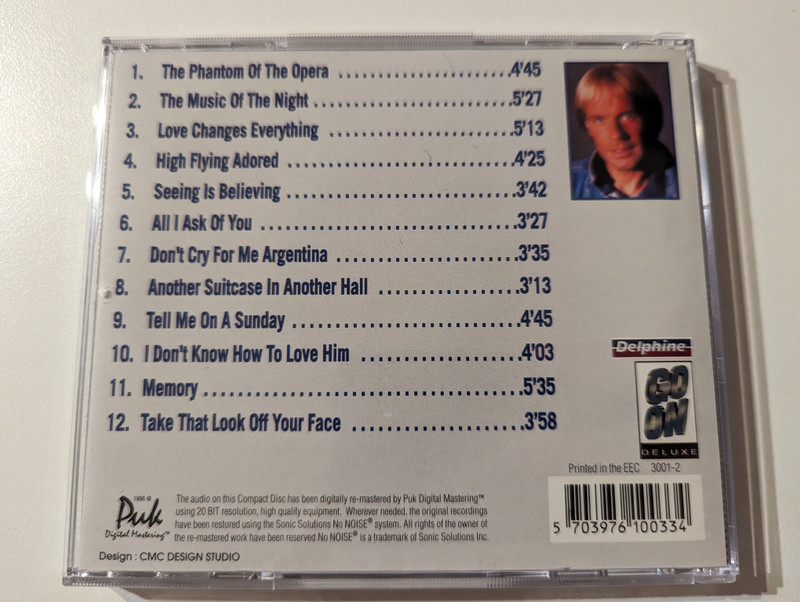 1. The Phantom Of The Opera ........................4'45
2. The Music Of The Night ........................5'27
3. Love Changes Everything ........................5'13
4. High Flying Adored ........................4'25
5. Seeing Is Believing ........................3'42
6. All I Ask Of You ........................3'27
7. Don't Cry For Me Argentina ........................3'35
8. Another Suitcase In Another Hall ........................3'13
9. Tell Me On A Sunday ........................4'45
10. I Don't Know How To Love Him ........................4'03
11. Memory ........................5'35
12. Take That Look Off Your Face ........................3'58
Delphine
GO
ON
DELUXE
Printed in the EEC 3001-2
5 703976 100334
1996 ®
Puk
Digital Mastering™
The audio on this Compact Disc has been digitally re-mastered by Puk Digital Mastering™
using 20 BIT resolution, high quality equipment. Wherever needed, the original recordings
have been restored using the Sonic Solutions No NOISE® system. All rights of the owner of
the re-mastered work have been reserved.No NOISE® is a trademark of Sonic Solutions Inc.
Design : CMC DESIGN STUDIO